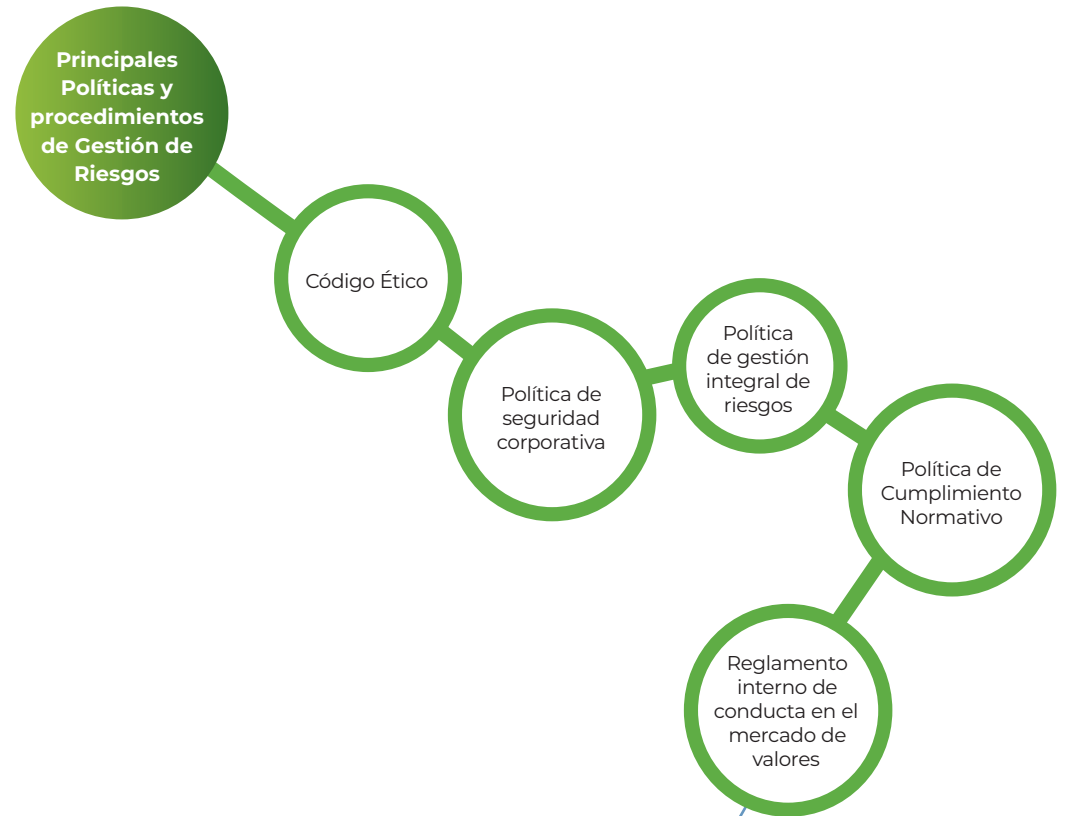 Principales
Políticas y
procedimientos
de Gestión de
Riesgos
Código Ético
Política de
seguridad
corporativa
Política
de gestión
integral de
riesgos
Política de
Cumplimiento
Normativo
Reglamento
interno de
conducta en el
mercado de
valores